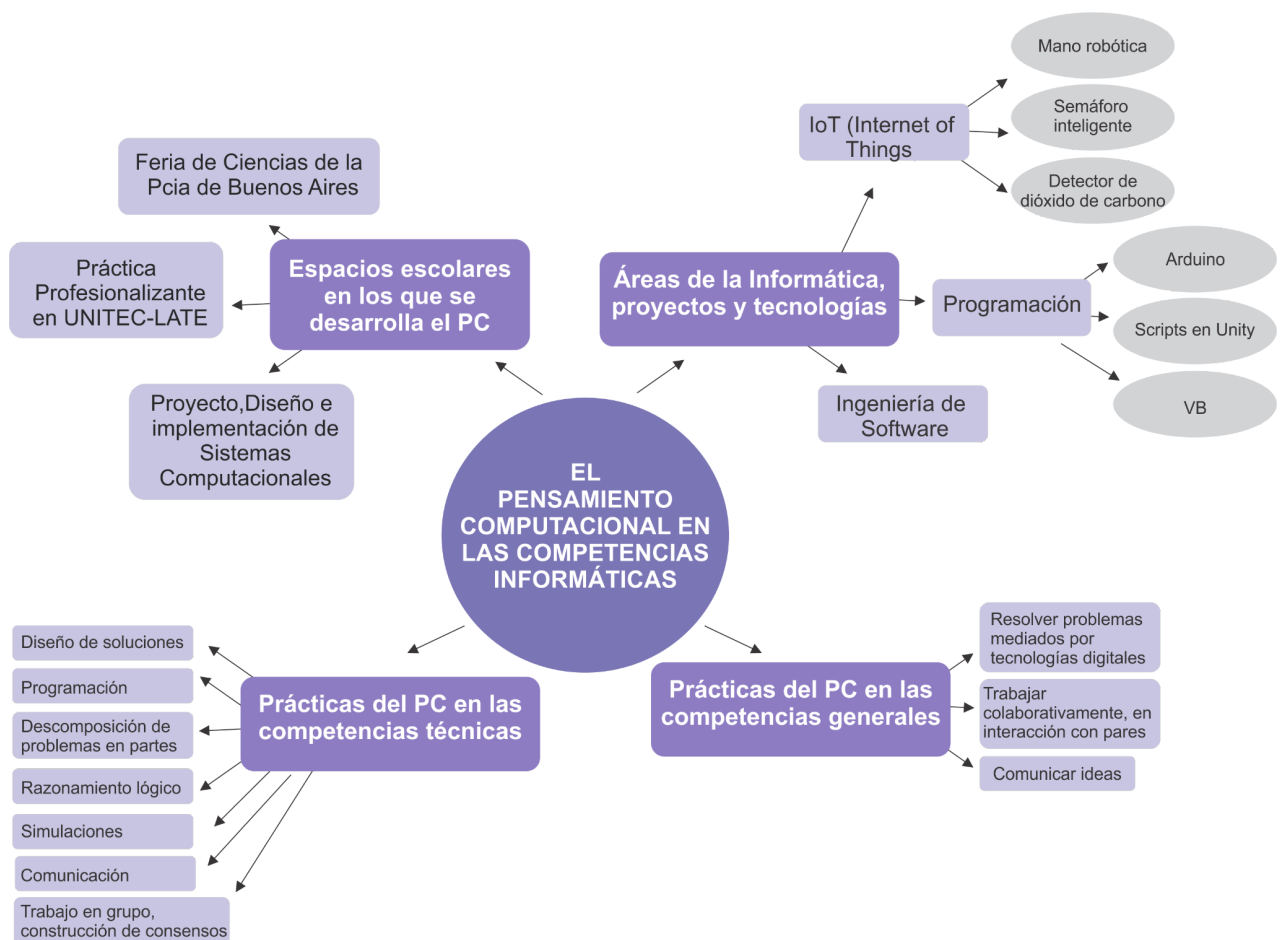 Mano robótica
Semáforo
inteligente
Detector de
dióxido de carbono
IoT (Internet of
Things
Feria de Ciencias de la
Pcia de Buenos Aires
Práctica
Profesionalizante
en UNITEC-LATE
Espacios escolares
en los que se
desarrolla el PC
Proyecto,Diseño e
implementación de
Sistemas
Computacionales
Áreas de la Informática,
proyectos y tecnologías
Programación
Arduino
Scripts en Unity
VB
Ingeniería de
Software
EL
PENSAMIENTO
COMPUTACIONAL EN
LAS COMPETENCIAS
INFORMÁTICAS
Diseño de soluciones
Programación
Descomposición de
problemas en partes
Razonamiento lógico
Simulaciones
Comunicación
Trabajo en grupo,
construcción de consensos
Prácticas del PC en las
competencias técnicas
Prácticas del PC en las
competencias generales
Resolver problemas
mediados por
tecnologías digitales
Trabajar
colaborativamente, en
interacción con pares
Comunicar ideas